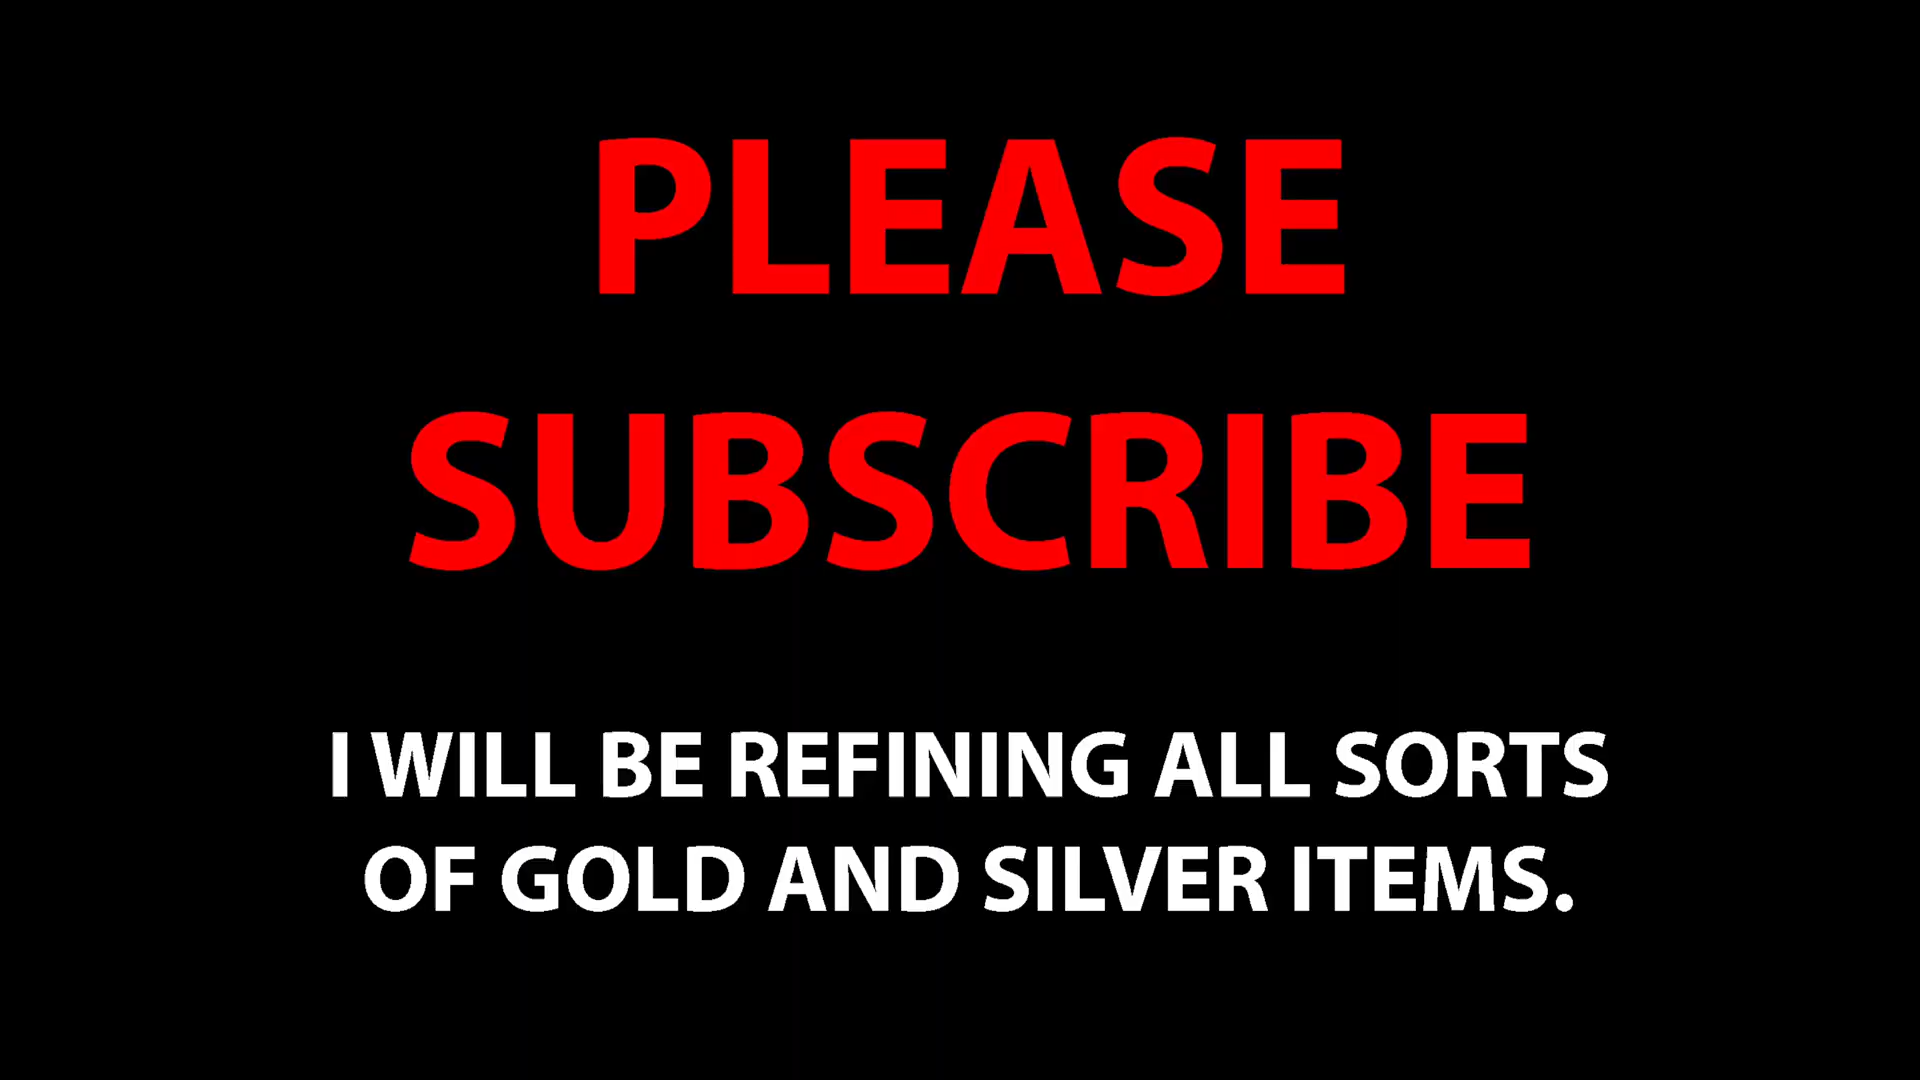 PLEASE
SUBSCRIBE
I WILL BE REFINING ALL SORTS
OF GOLD AND SILVER ITEMS.